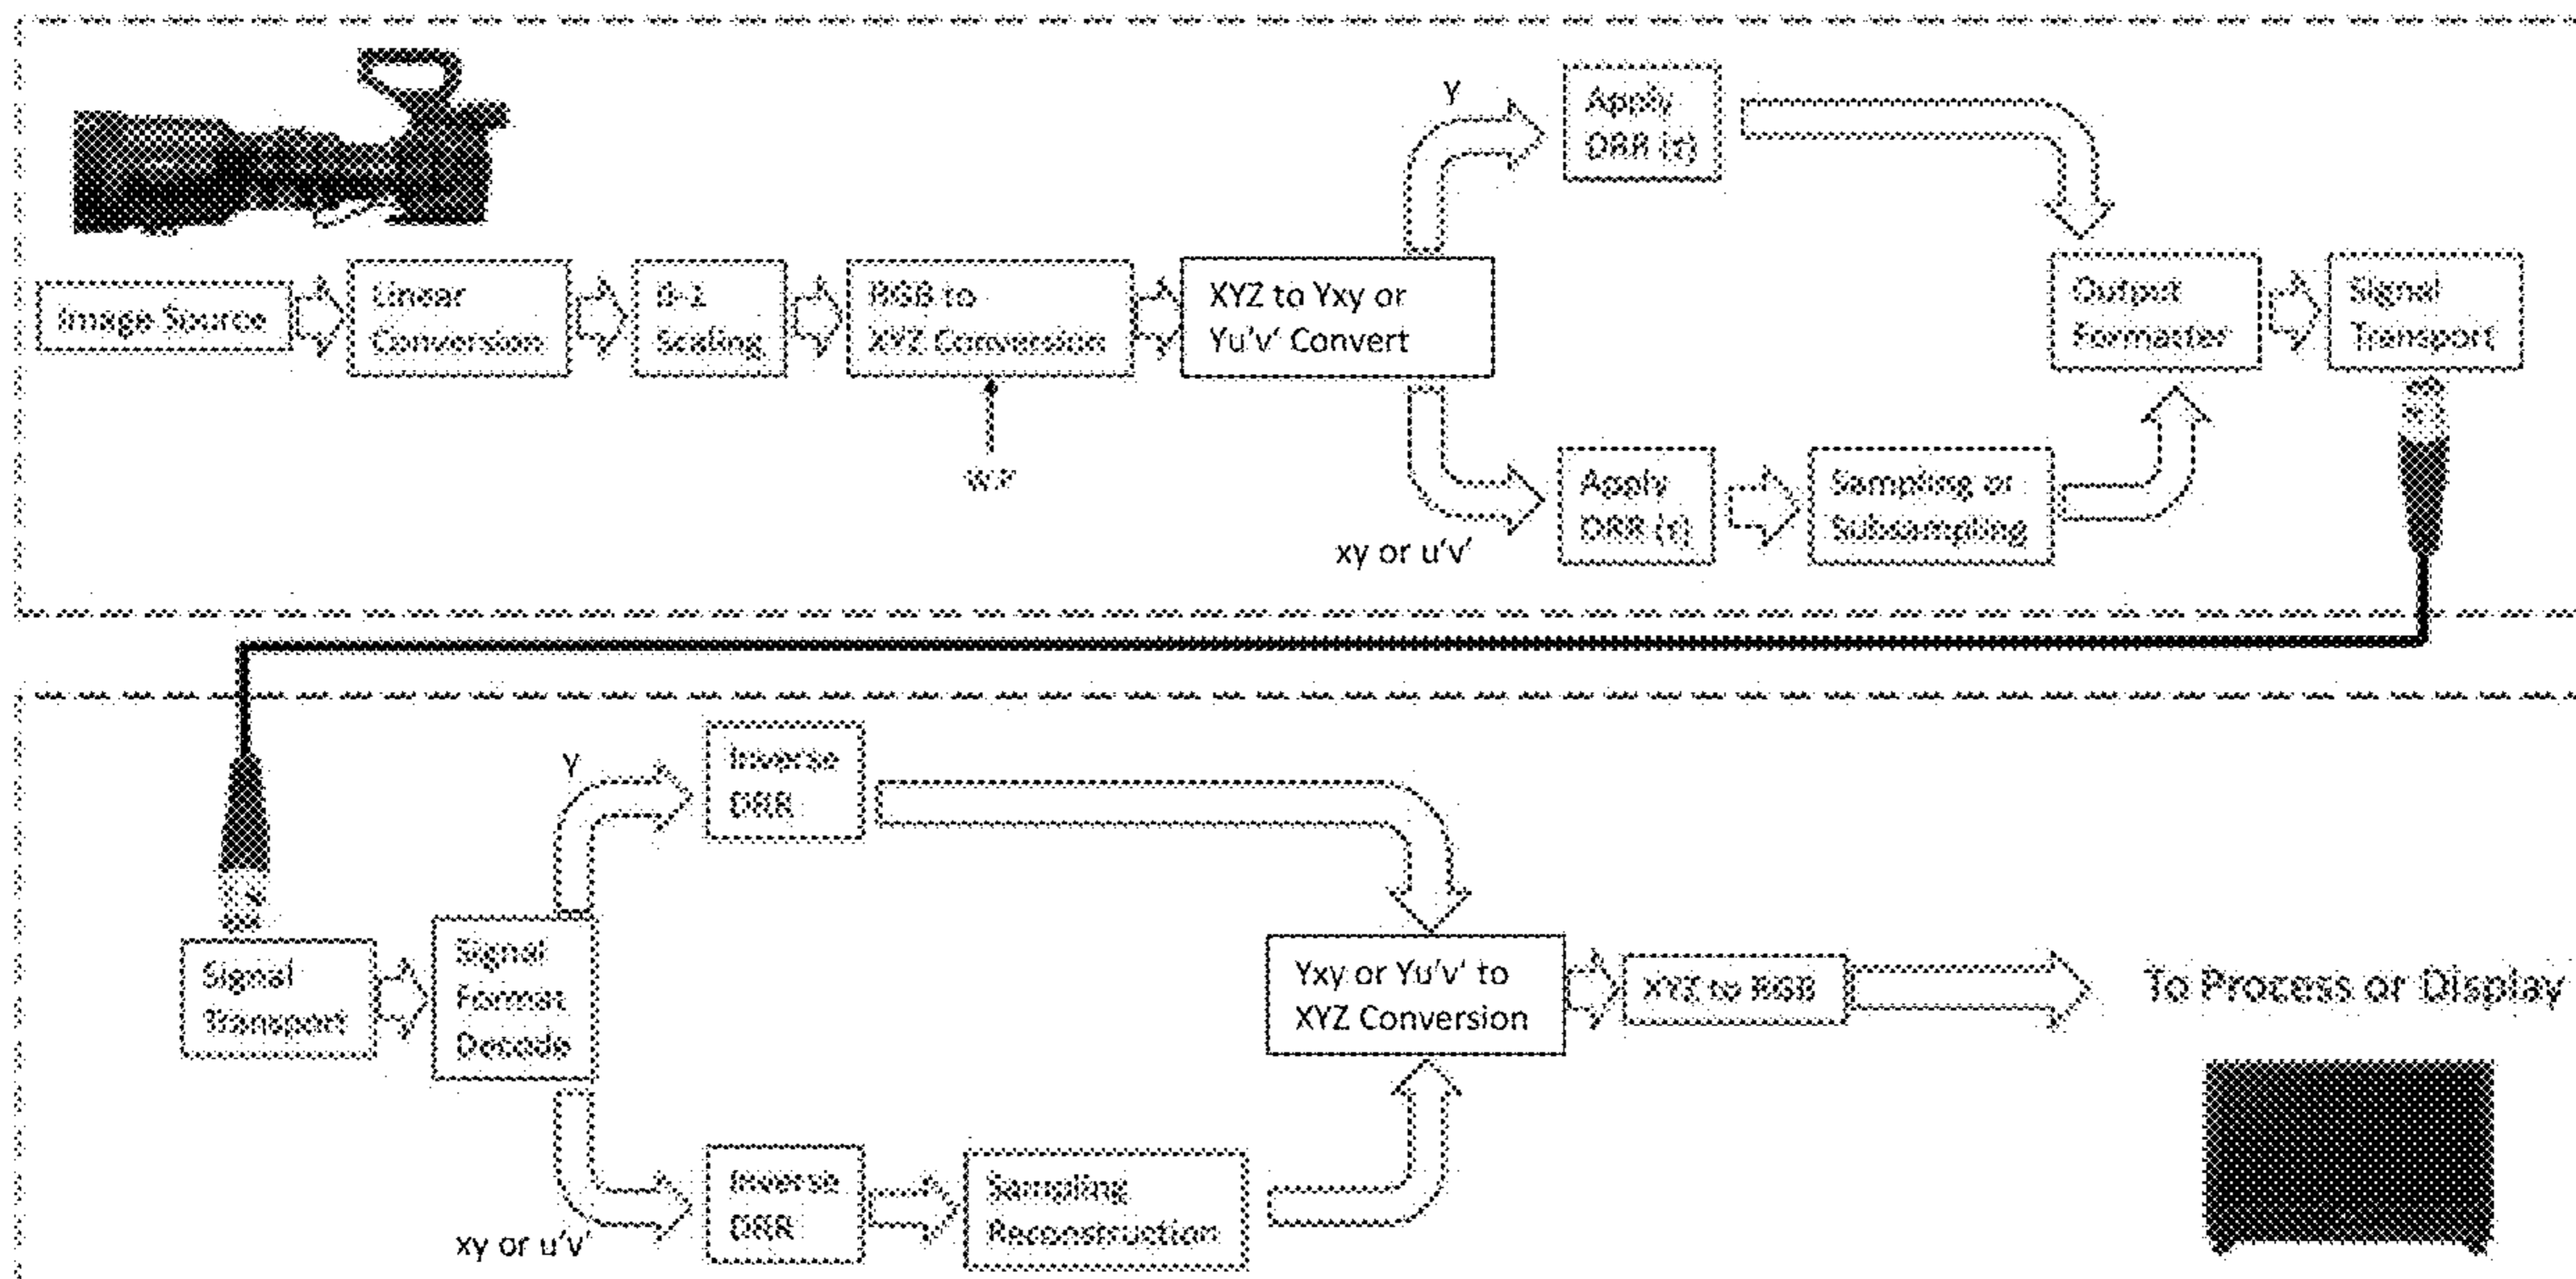 Y
Apply
DRR (τ)
Image Source
Linear
Conversion
0-1
Scaling
RGB to
XYZ Conversion
XYZ to Yxy or
Yu'v' Convert
Output
Formatter
Signal
Transport
W.P
Apply
DRR (τ)
Sampling or
Subsampling
xy or u'v'
Y
Inverse
DRR
Signal
Transport
Signal
Format
Decode
Yxy or Yu'v' to
XYZ Conversion
XYZ to RGB
To Process or Display
Inverse
DRR
Sampling
Reconstruction
xy or u'v'